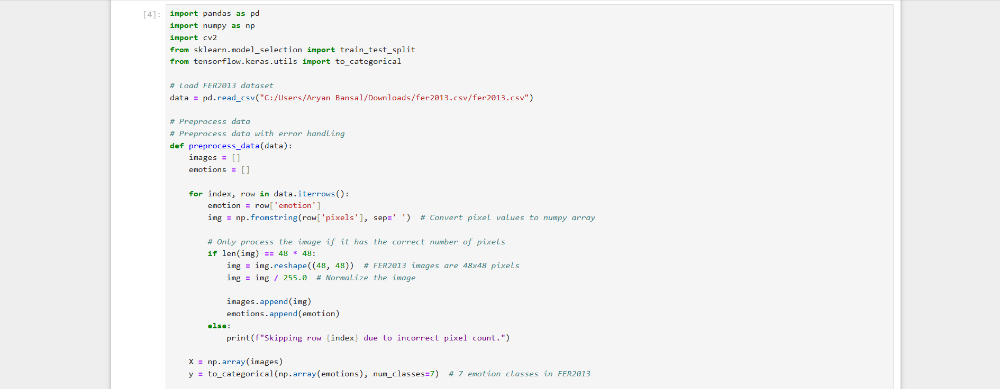 [4]:
import pandas as pd
import numpy as np
import cv2
from sklearn.model_selection import train_test_split
from tensorflow.keras.utils import to_categorical

# Load FER2013 dataset
data = pd.read_csv("C:/Users/Aryan Bansal/Downloads/fer2013.csv/fer2013.csv")

# Preprocess data
# Preprocess data with error handling
def preprocess_data(data):
    images = []
    emotions = []

    for index, row in data.iterrows():
        emotion = row['emotion']
        img = np.fromstring(row['pixels'], sep=' ')  # Convert pixel values to numpy array

        # Only process the image if it has the correct number of pixels
        if len(img) == 48 * 48:
            img = img.reshape((48, 48))  # FER2013 images are 48x48 pixels
            img = img / 255.0  # Normalize the image

            images.append(img)
            emotions.append(emotion)
        else:
            print(f"Skipping row {index} due to incorrect pixel count.")

    X = np.array(images)
    y = to_categorical(np.array(emotions), num_classes=7)  # 7 emotion classes in FER2013